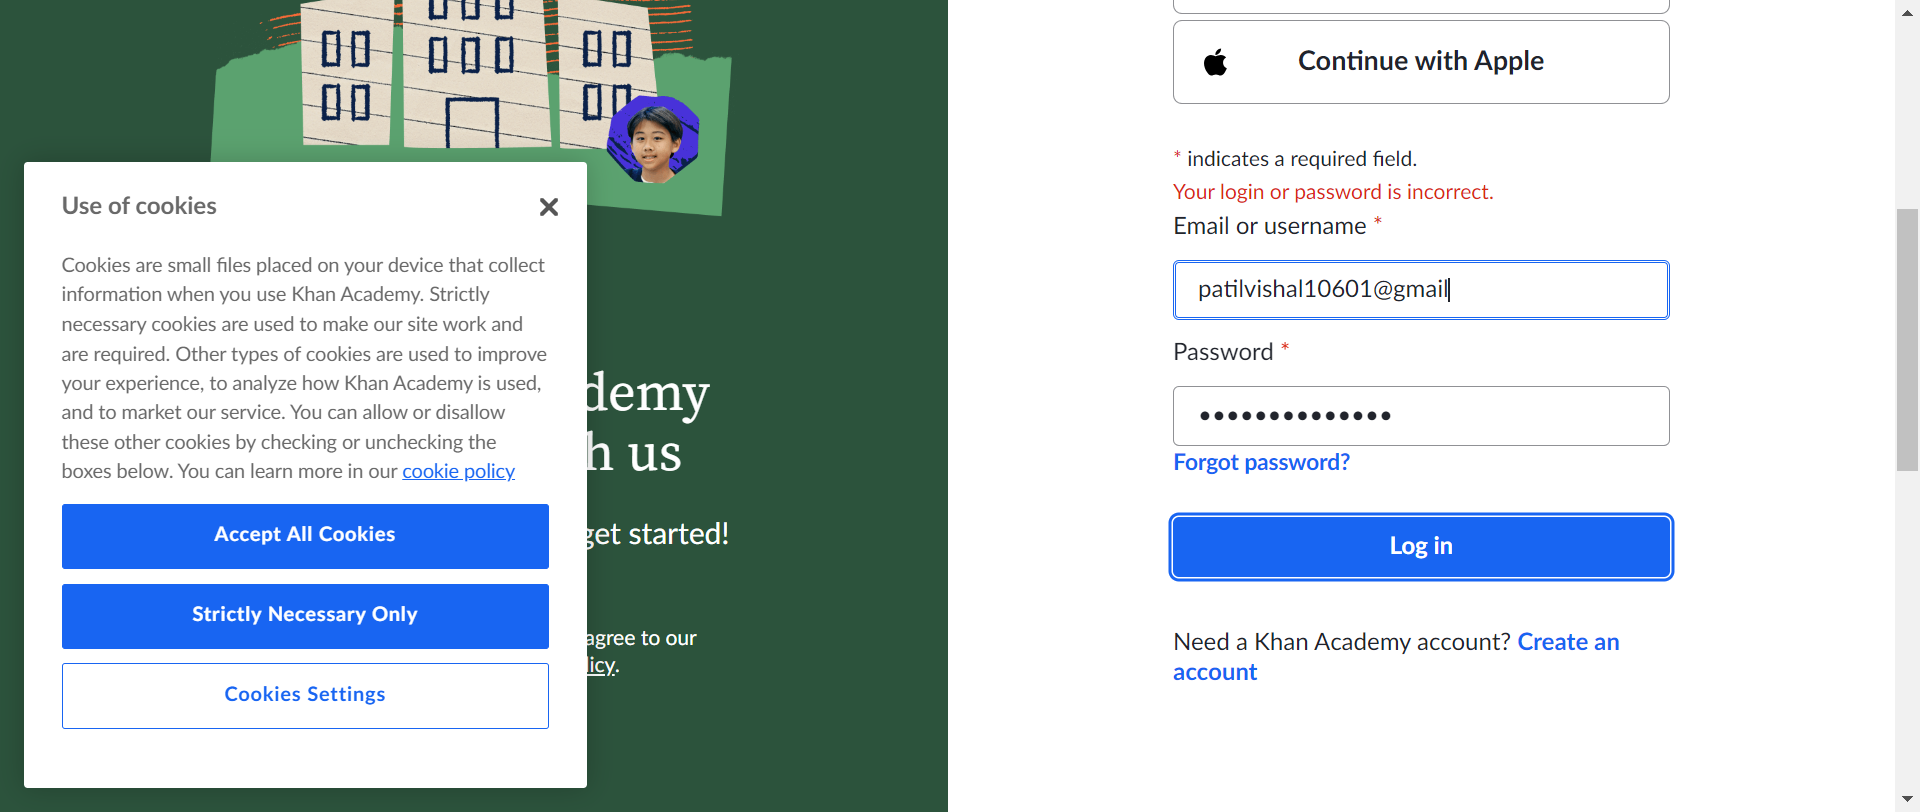 Use of cookies
Cookies are small files placed on your device that collect
information when you use Khan Academy. Strictly
necessary cookies are used to make our site work and
are required. Other types of cookies are used to improve
your experience, to analyze how Khan Academy is used,
and to market our service. You can allow or disallow
these other cookies by checking or unchecking the
boxes below. You can learn more in our cookie policy
Accept All Cookies
Strictly Necessary Only
Cookies Settings
demy
h us
get started!
agree to our
licy.
Continue with Apple
* indicates a required field.
Your login or password is incorrect.
Email or username *
patilvishal10601@gmail
Password *
••••••••••••••
Forgot password?
Log in
Need a Khan Academy account? Create an
account